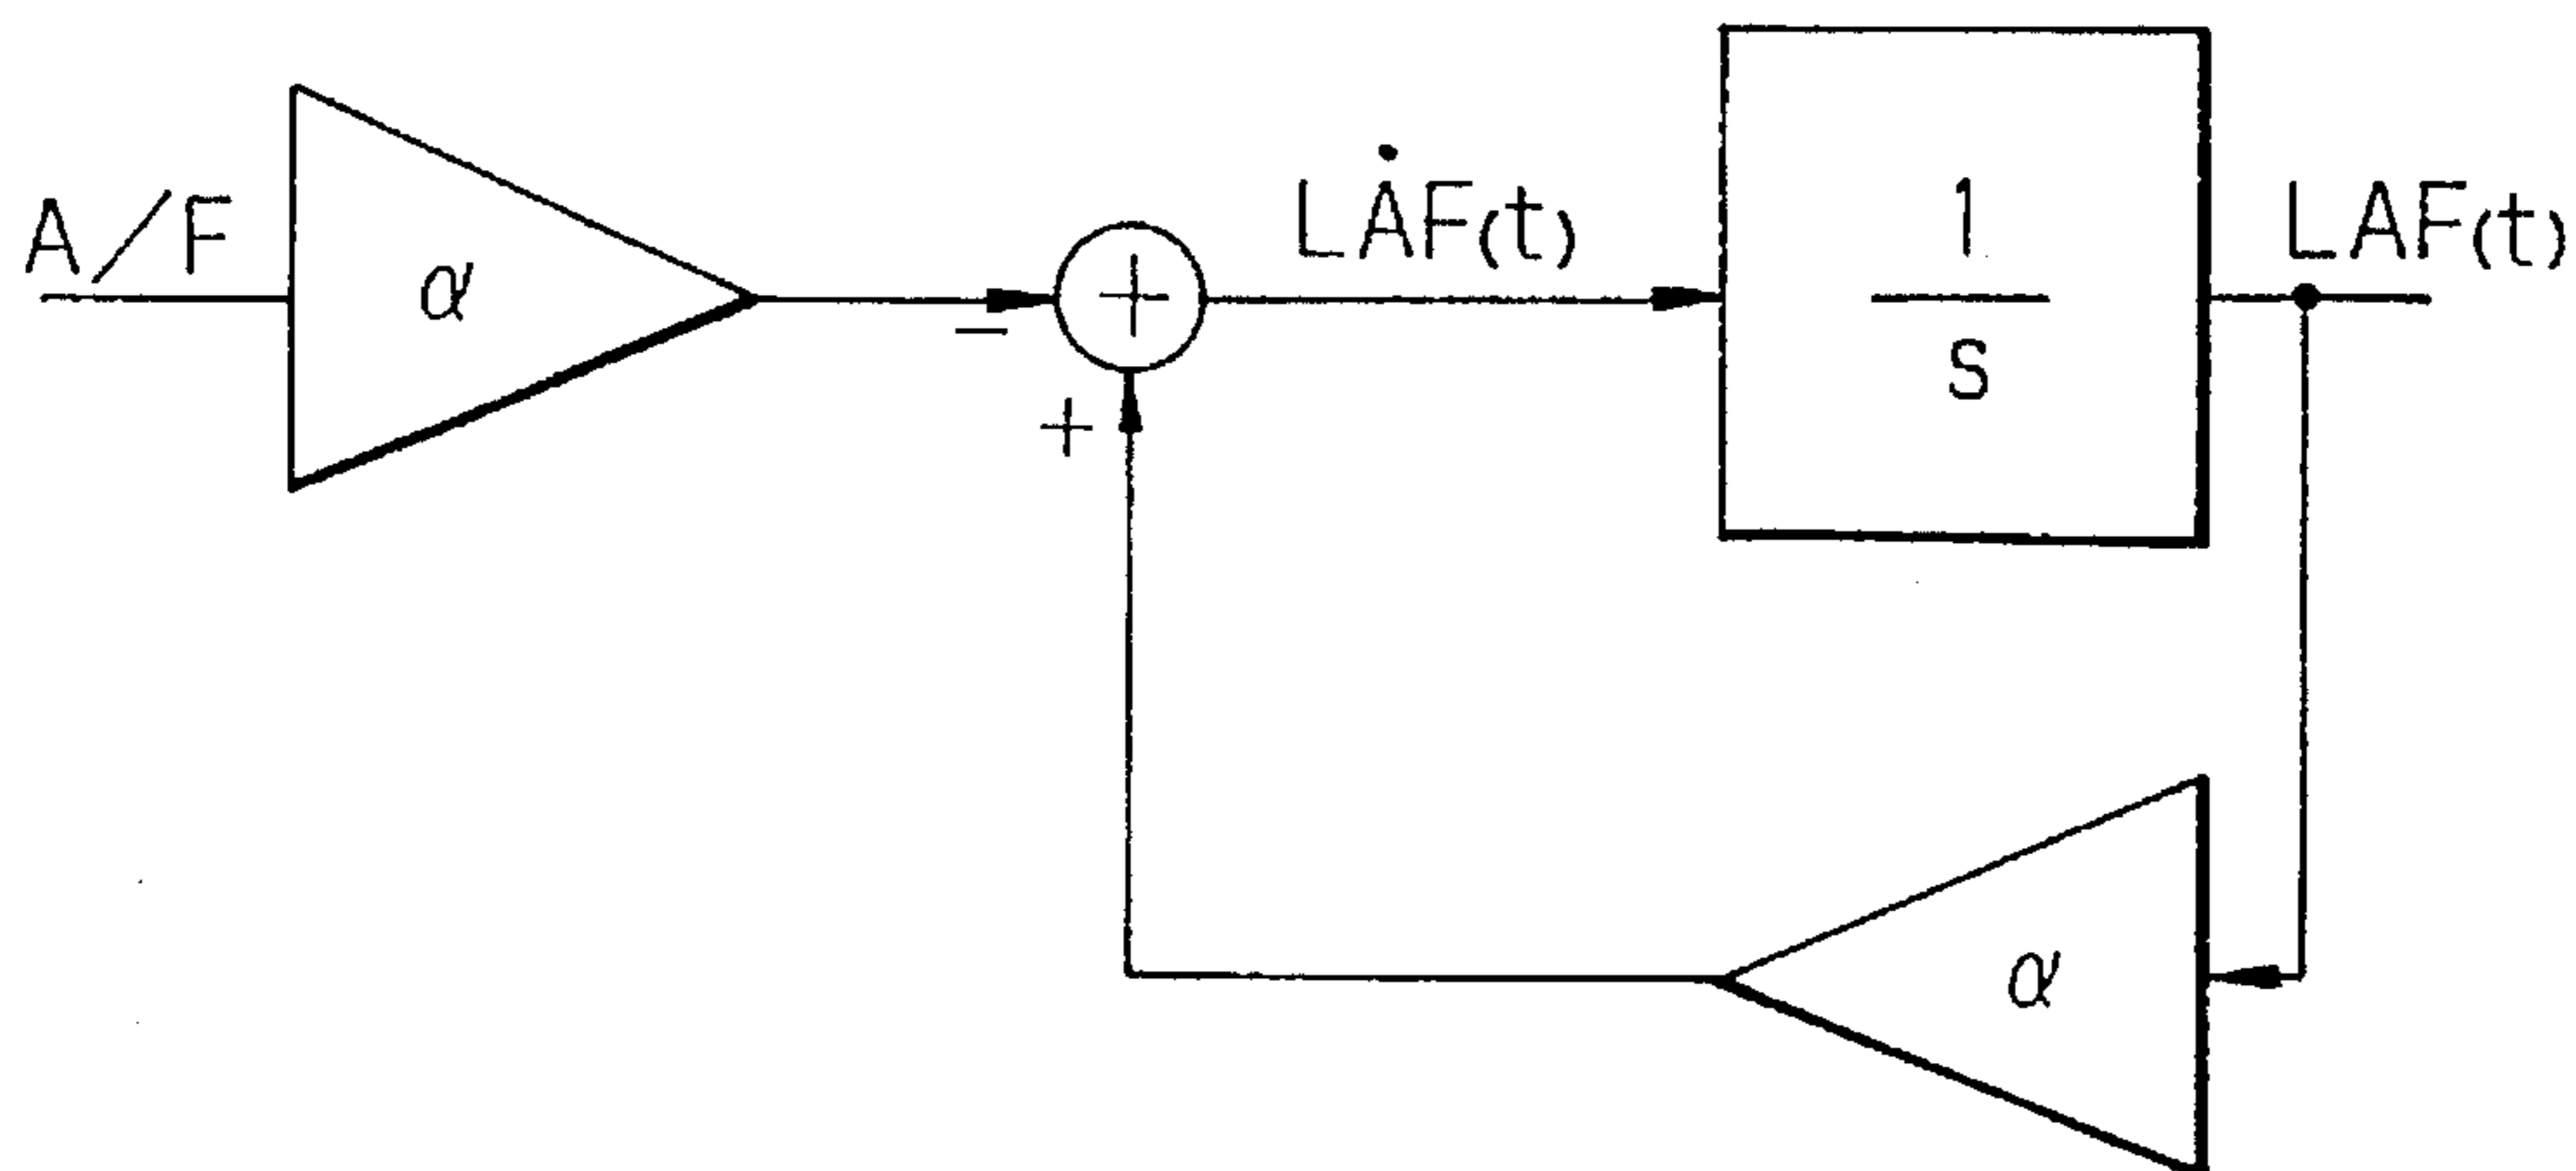 A/F
α
−
+
+
LȦF(t)
1
S
LAF(t)
α